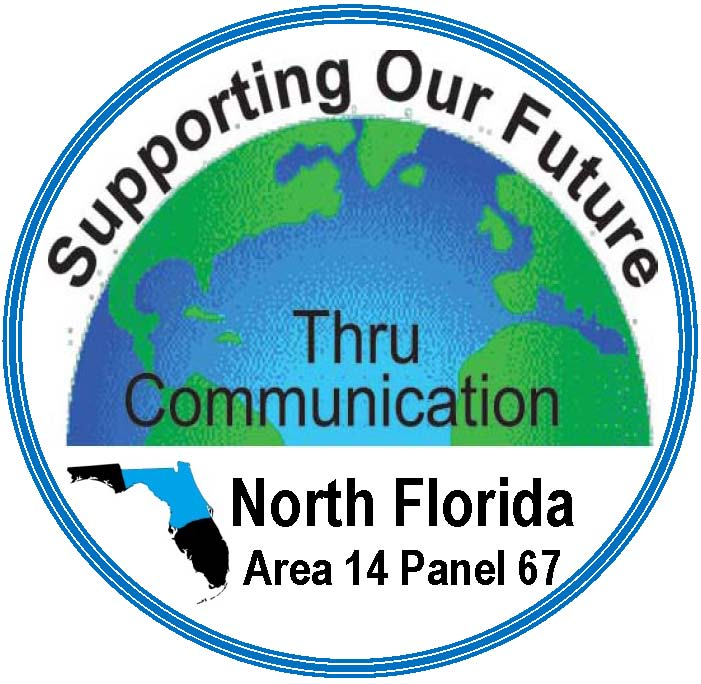 Supporting Our Future
Thru
Communication
North Florida
Area 14 Panel 67